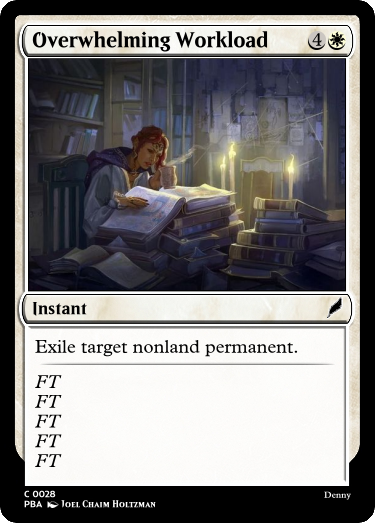 Overwhelming Workload 4
Instant
Exile target nonland permanent.
FT
FT
FT
FT
FT
C 0028
Denny
PBA Joel Chaim Holtzman